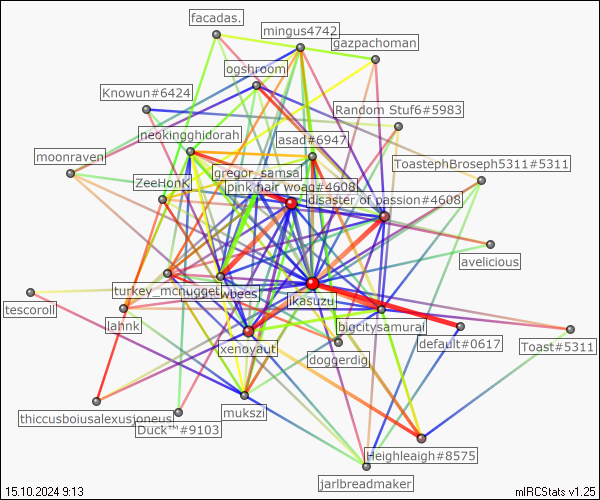 facadas.
mingus4742
gazpachoman
ogshroom
Knowun#6424
Random Stuf6#5983
neokingghidorah
asad#6947
moonraven
ToastephBroseph5311#5311
gregor_samsa
ZeeHonk
pink hair woag#4608
disaster of passion#4608
avelicious
turkey_mcnugget
wbees
jikasuzu
tescoroll
lahnk
bigcitysamurai
default#0617
xenoyaut
doggerdig
Toast#5311
mukszi
thiccusboiusalexusjoneus
Duck™#9103
Heighleaigh#8575
jarlbreadmaker
15.10.2024 9:13
mIRCStats v1.25